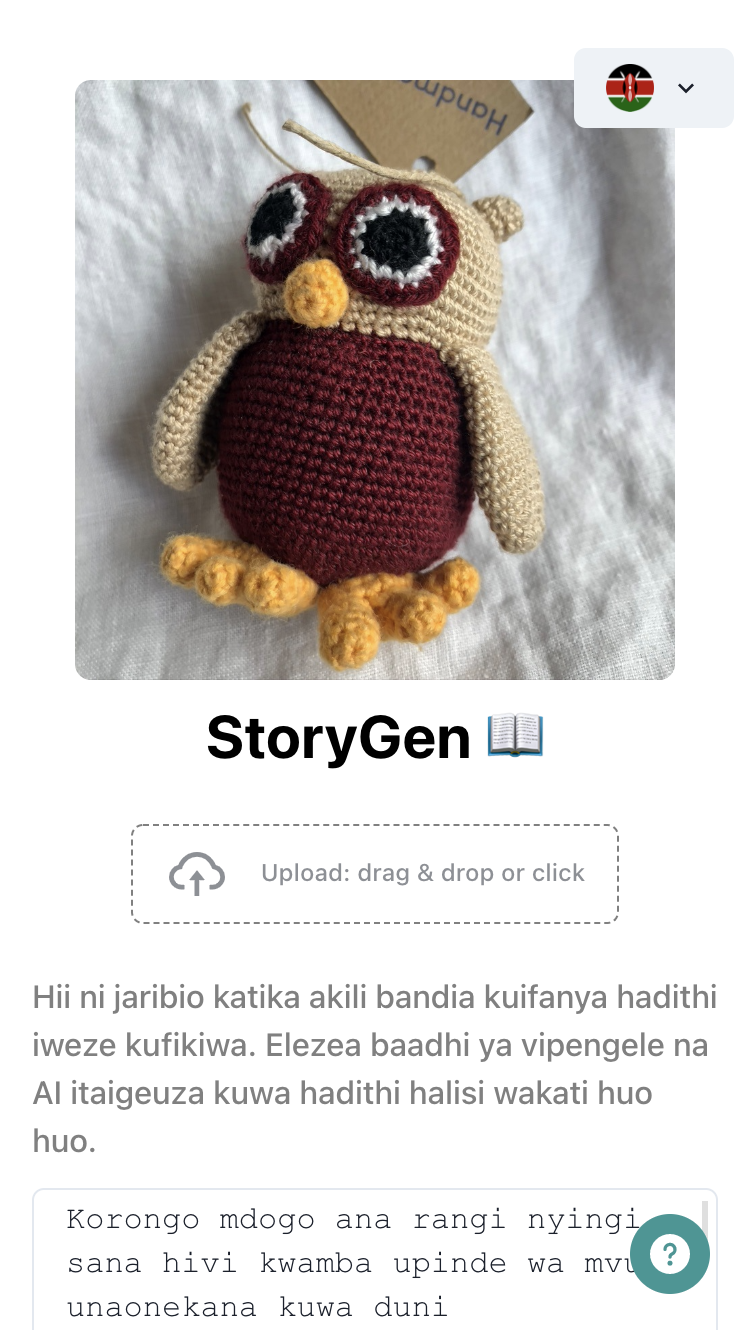 Handm
StoryGen
Upload: drag & drop or click
Hii ni jaribio katika akili bandia kuifanya hadithi
iweze kufikiwa. Elezea baadhi ya vipengele na
AI itaigeuza kuwa hadithi halisi wakati huo
huo.
Korongo mdogo ana rangi nyingi
sana hivi kwamba upinde wa
unaonekana kuwa duni
?